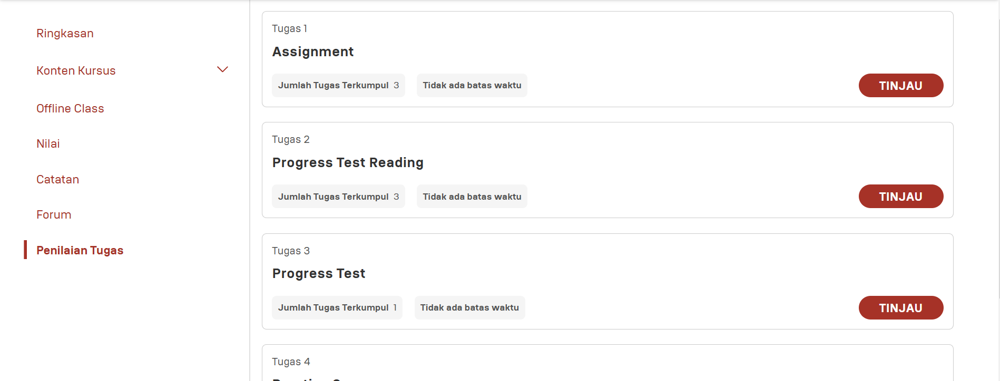 Ringkasan
Konten Kursus
Offline Class
Nilai
Catatan
Forum
Penilaian Tugas
Tugas 1
Assignment
Jumlah Tugas Terkumpul 3
Tidak ada batas waktu
TINJAU
Tugas 2
Progress Test Reading
Jumlah Tugas Terkumpul 3
Tidak ada batas waktu
TINJAU
Tugas 3
Progress Test
Jumlah Tugas Terkumpul 1
Tidak ada batas waktu
TINJAU
Tugas 4